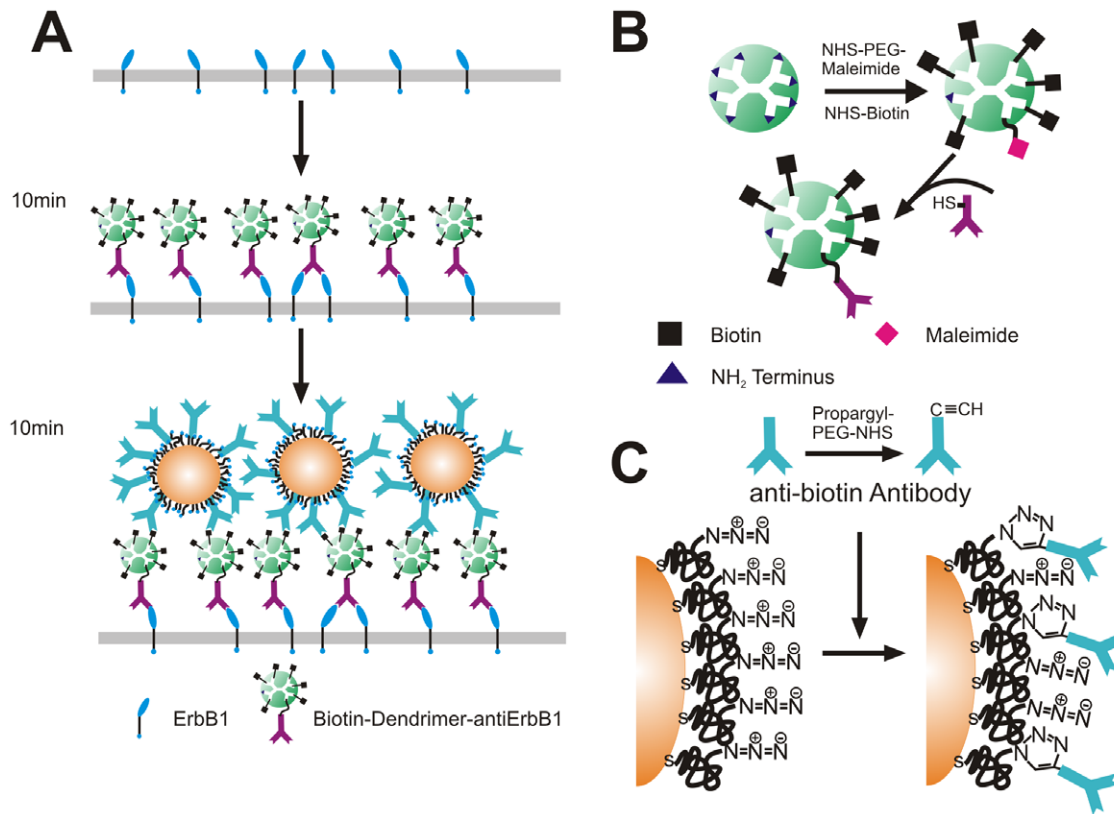 A
10min
10min
ErbB1
Biotin-Dendrimer-antiErbB1
B
NHS-PEG-
Maleimide
NHS-Biotin
HS
Biotin
Maleimide
NH₂ Terminus
C
Propargyl-
PEG-NHS
C≡CH
anti-biotin Antibody
S
S
S
S
S
S
N=N=N
⊕ ⊖
N=N=N
⊕ ⊖
N=N=N
⊕ ⊖
N=N=N
⊕ ⊖
N=N=N
⊕ ⊖
N=N=N
⊕ ⊖
S
S
S
S
S
S
N N N
N=N=N
⊕ ⊖
N N N
N=N=N
⊕ ⊖
N=N=N
⊕ ⊖
N N N